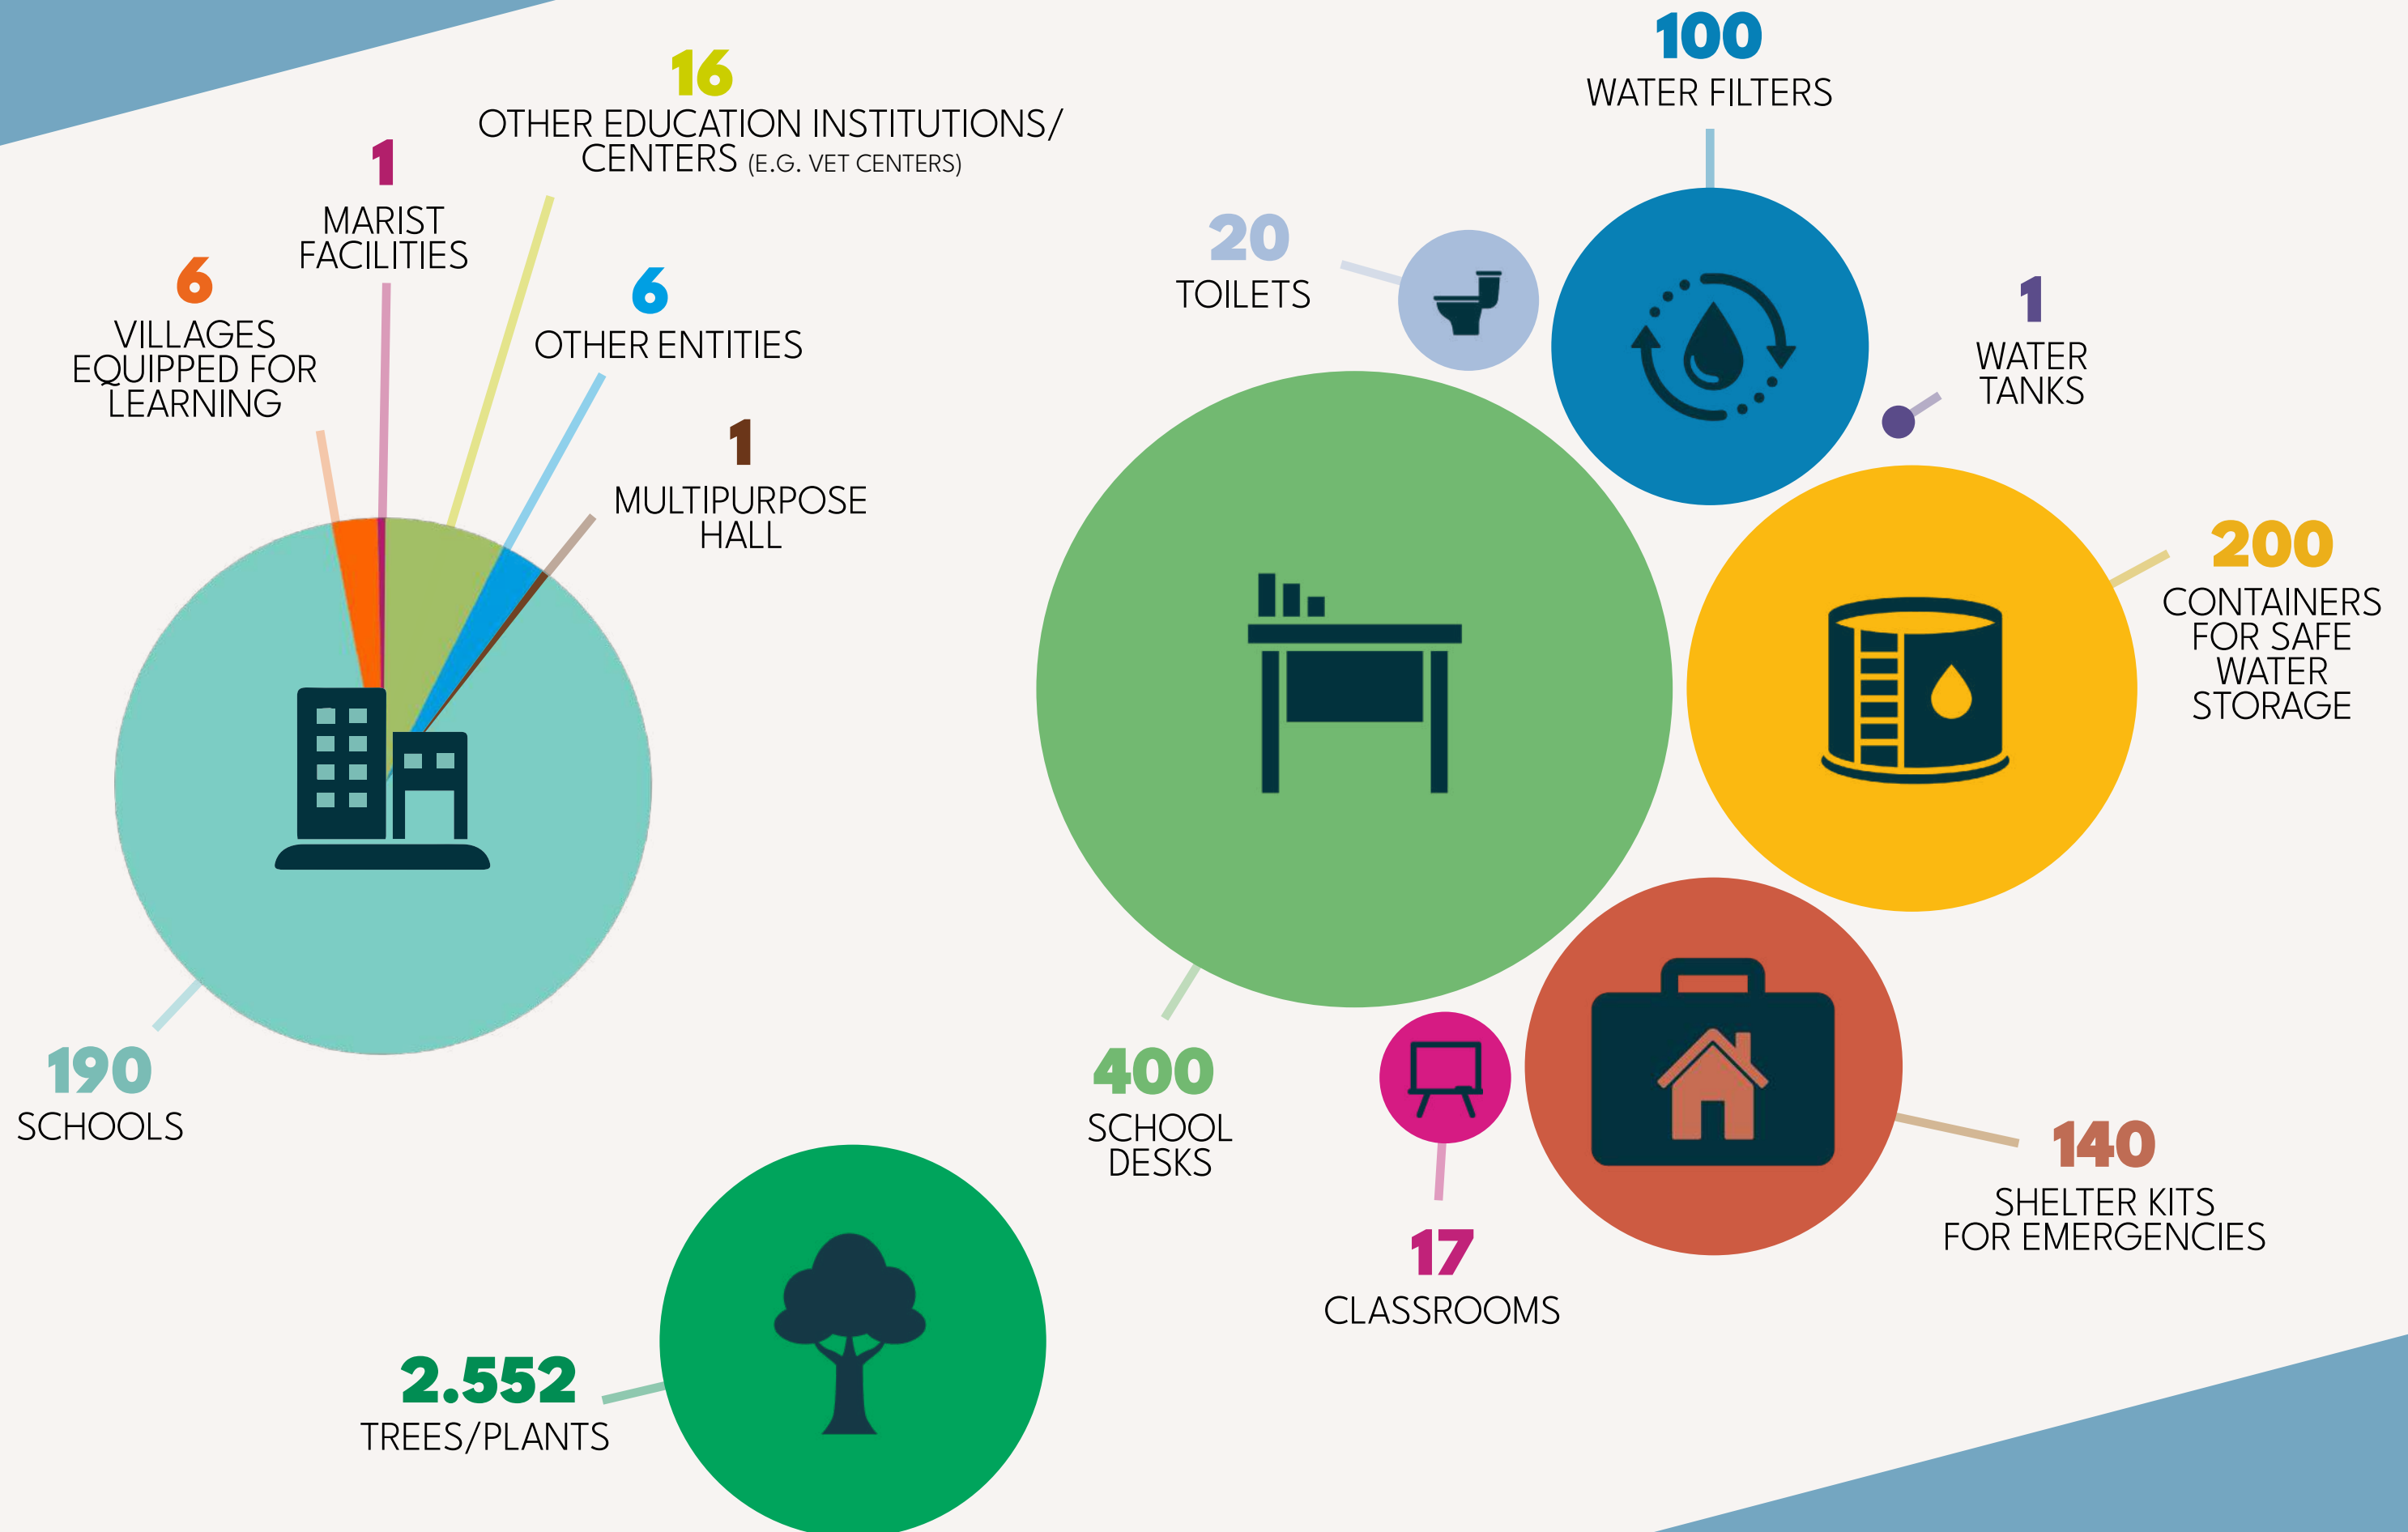 16
OTHER EDUCATION INSTITUTIONS/
CENTERS (E.G. VET CENTERS)
1
MARIST
FACILITIES
6
VILLAGES
EQUIPPED FOR
LEARNING
6
OTHER ENTITIES
1
MULTIPURPOSE
HALL
190
SCHOOLS
2.552
TREES/PLANTS
100
WATER FILTERS
20
TOILETS
1
WATER
TANKS
200
CONTAINERS
FOR SAFE
WATER
STORAGE
400
SCHOOL
DESKS
17
CLASSROOMS
140
SHELTER KITS
FOR EMERGENCIES